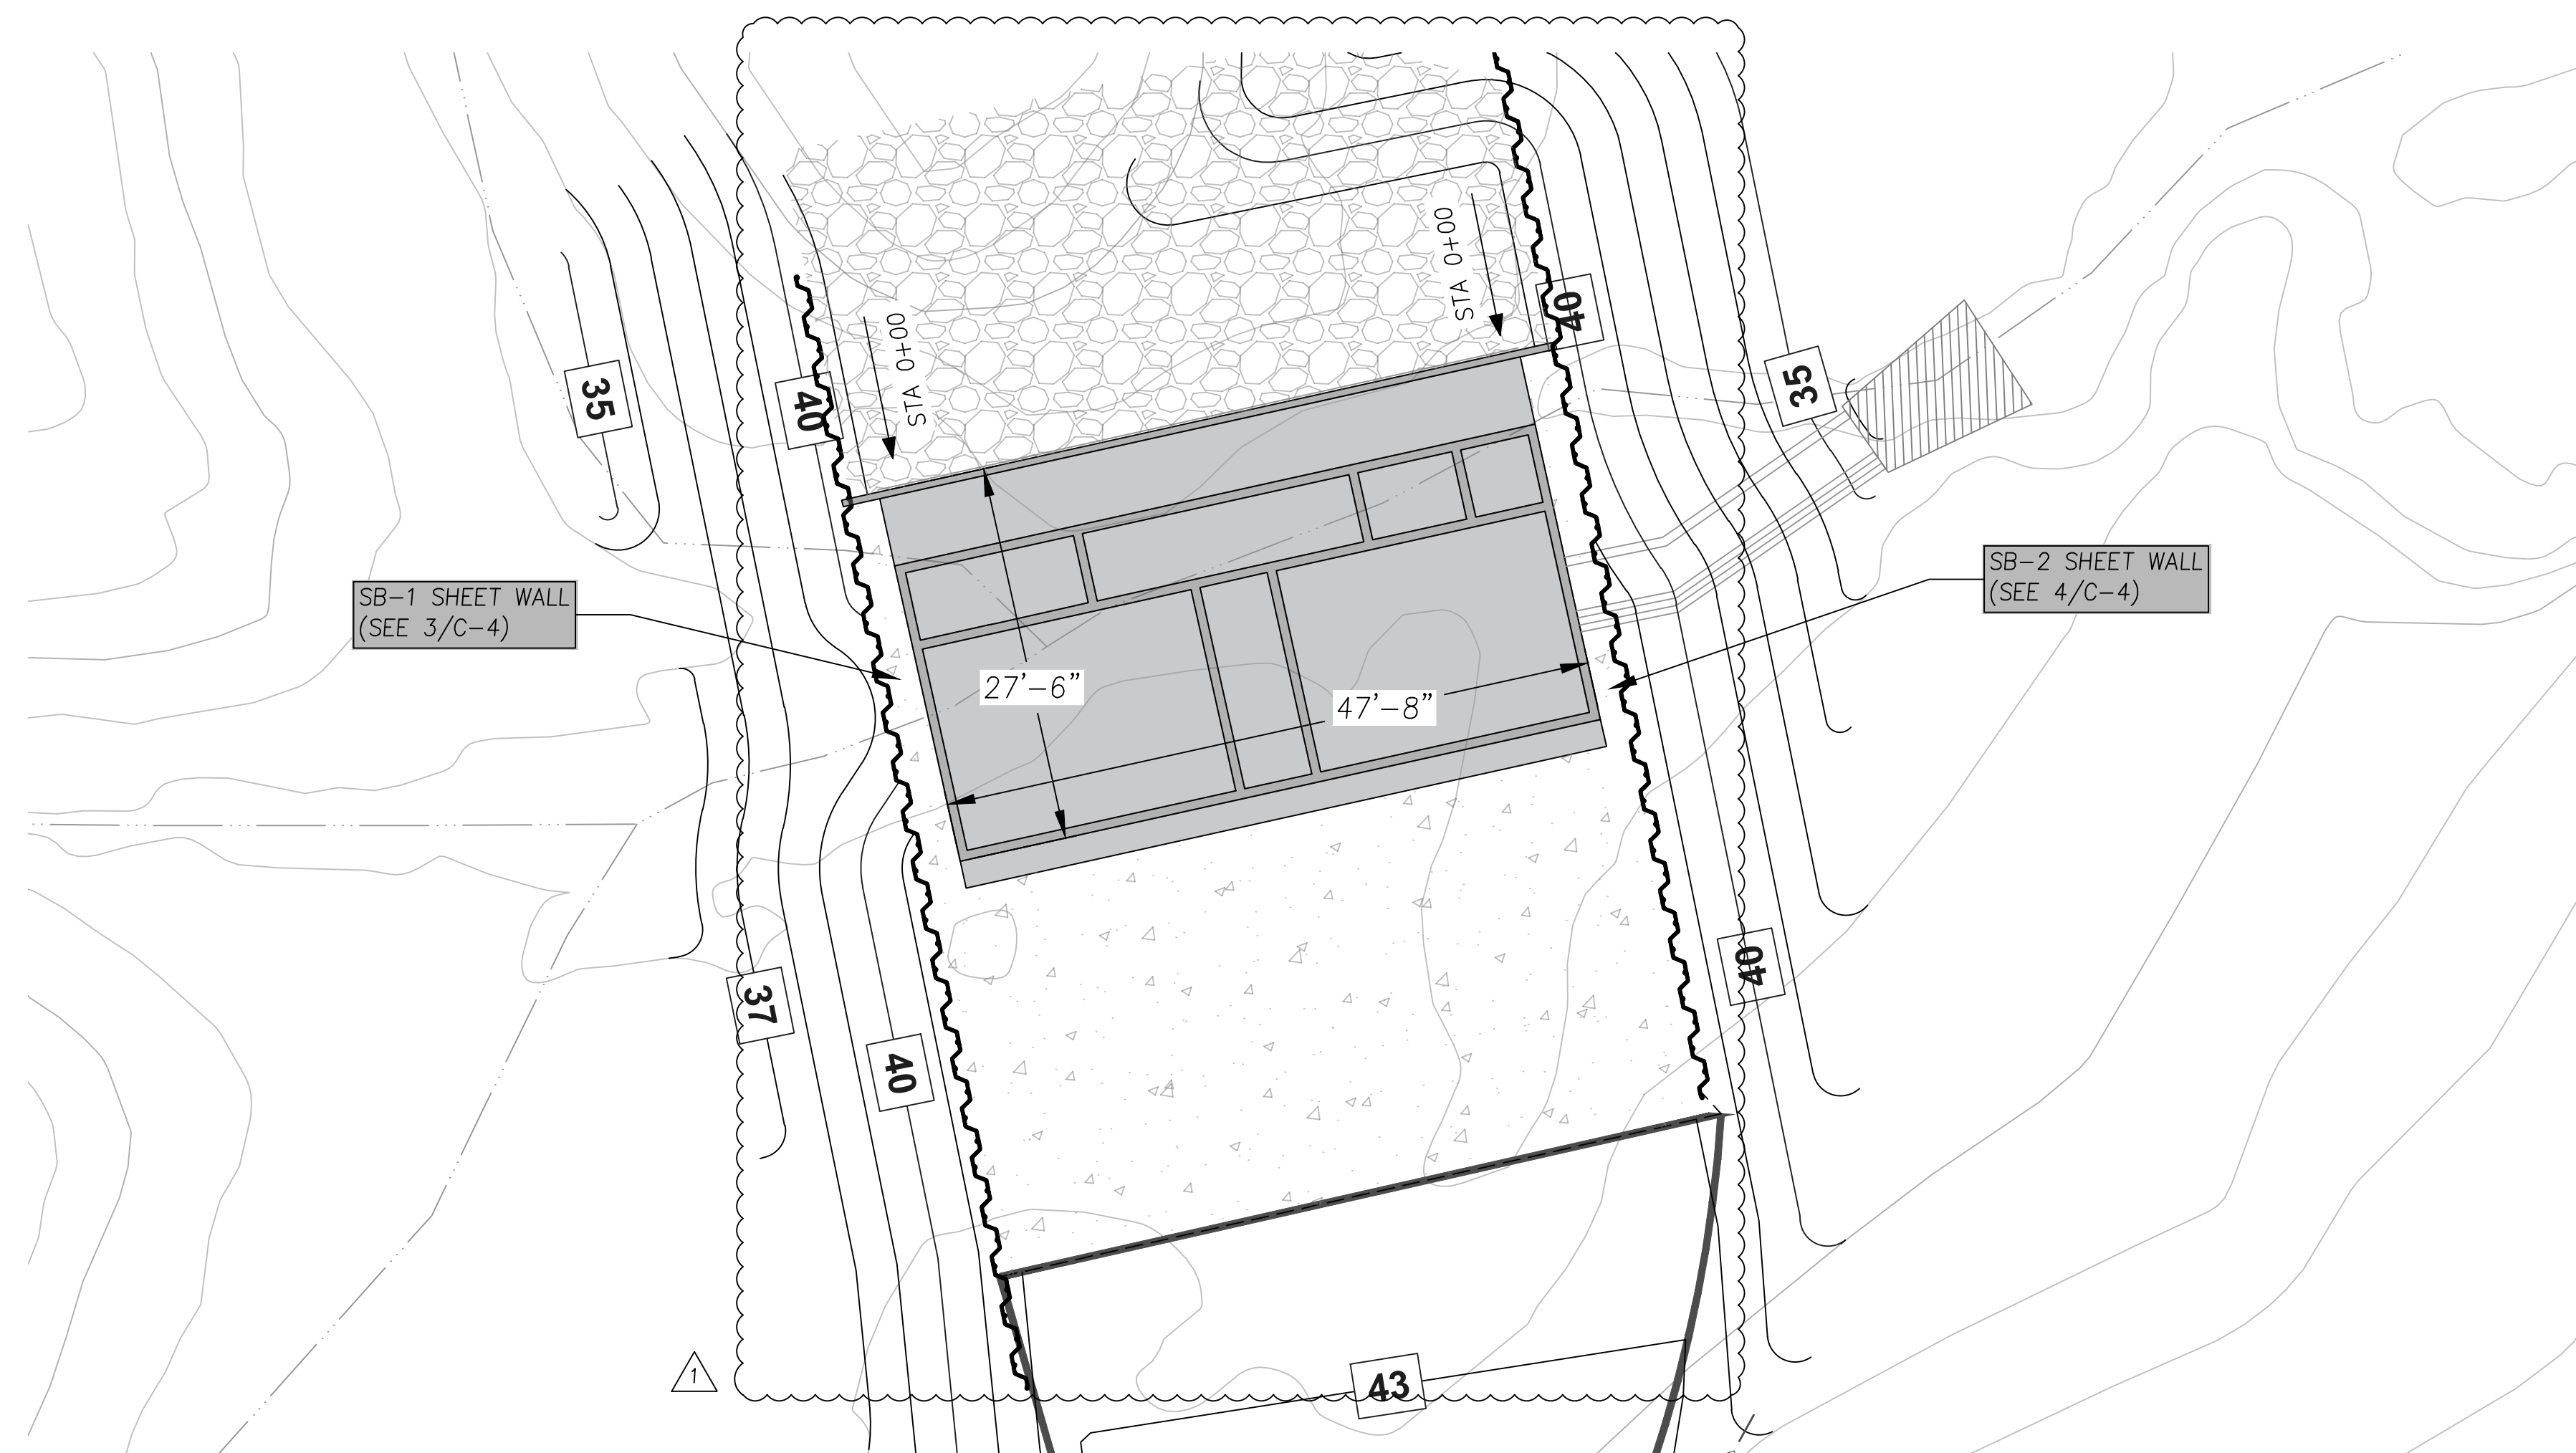 STA 0+00
40
STA 0+00
35
40
35
SB-2 SHEET WALL
(SEE 4/C-4)
SB-1 SHEET WALL
(SEE 3/C-4)
27'-6"
47'-8"
40
37
40
1
43